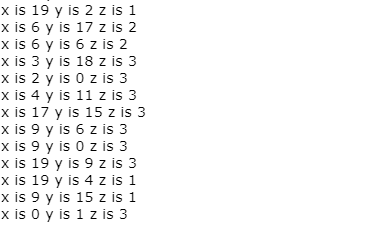 x is 19 y is 2 z is 1
x is 6 y is 17 z is 2
x is 6 y is 6 z is 2
x is 3 y is 18 z is 3
x is 2 y is 0 z is 3
x is 4 y is 11 z is 3
x is 17 y is 15 z is 3
x is 9 y is 6 z is 3
x is 9 y is 0 z is 3
x is 19 y is 9 z is 3
x is 19 y is 4 z is 1
x is 9 y is 15 z is 1
x is 0 y is 1 z is 3